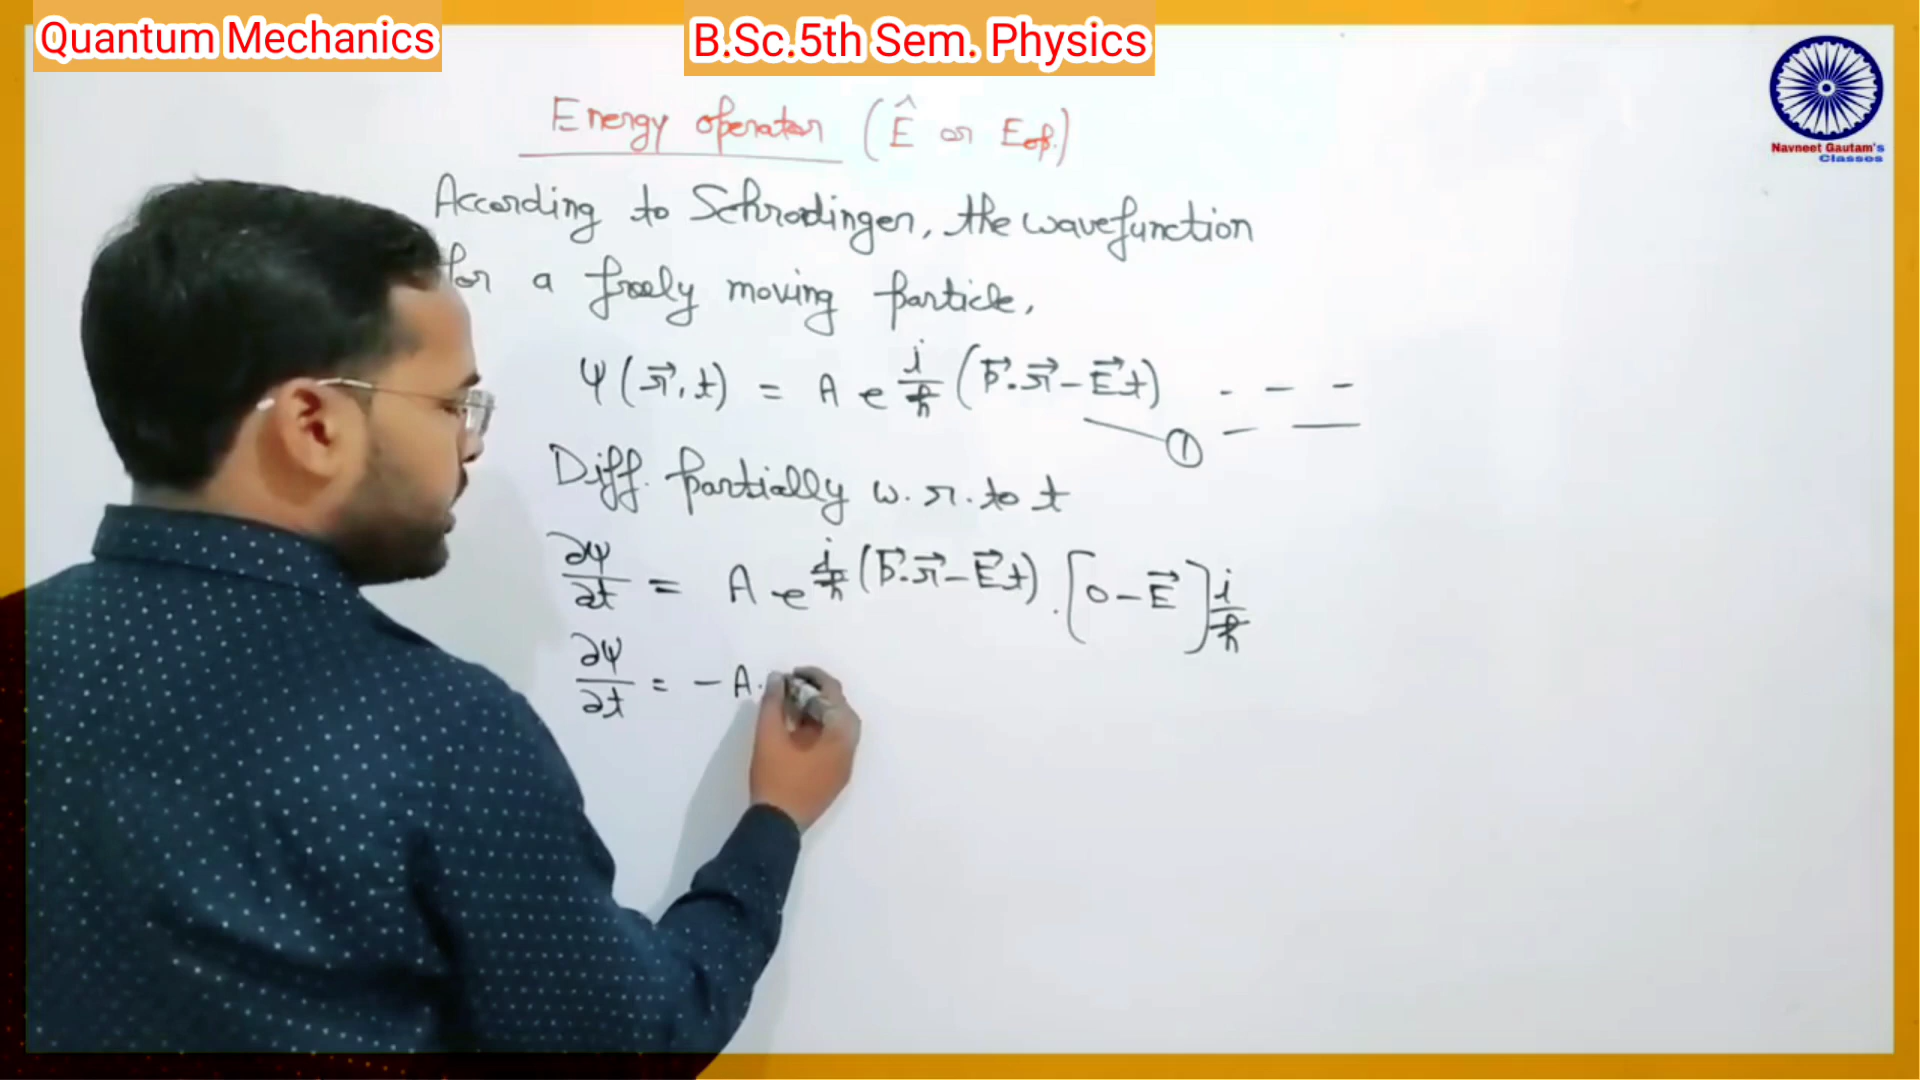 Quantum Mechanics
B.Sc.5th Sem. Physics
Navneet Gautam's
Classes
Energy operator (Ê or Eop.)
According to Schrodinger, the wavefunction
for a freely moving particle,
ψ(r⃗,t) = A e^{i/ħ (p⃗.r⃗ - E⃗t)} - - -
— — ①
Diff. partially w.r.to t
∂ψ/∂t = A e^{i/ħ (p⃗.r⃗ - E⃗t)} . [0 - E⃗] i/ħ
∂ψ/∂t = -A.